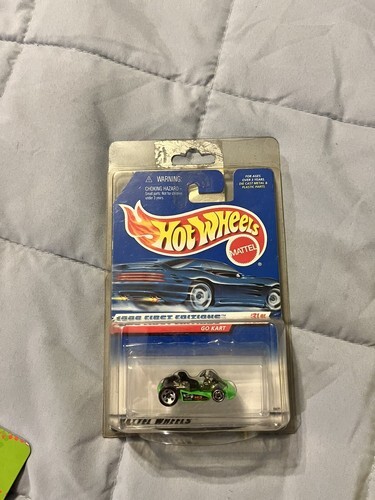 WARNING:
CHOKING HAZARD-
Small parts. Not for children
under 3 years.
FOR AGES
OVER 3 YEARS
DIE CAST METAL &
PLASTIC PARTS
HOT WHEELS
MATTEL
1998 FIRST EDITIONS
GO KART
MATTEL WHEELS